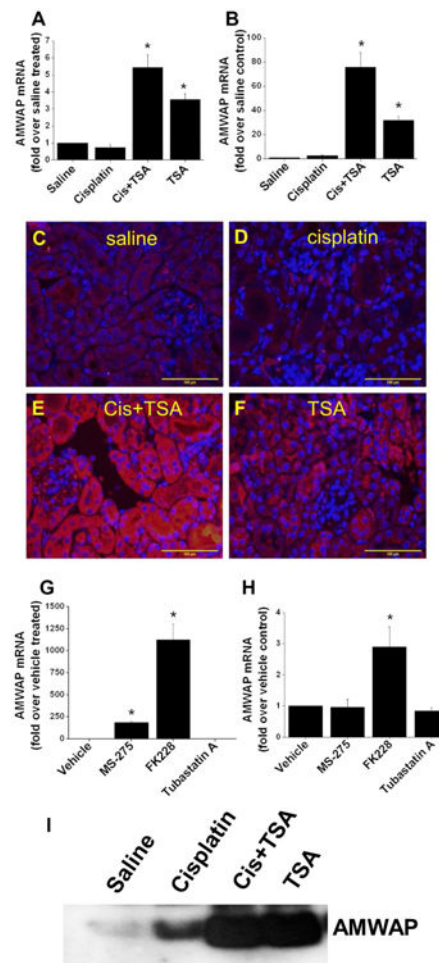 A
AMWAP mRNA
(fold over saline treated)
7
6
5
4
3
2
1
0
*
*
Saline
Cisplatin
Cis+TSA
TSA
B
AMWAP mRNA
(fold over saline control)
100
80
60
40
20
0
*
*
Saline
Cisplatin
Cis+TSA
TSA
C
saline
D
cisplatin
E
Cis+TSA
F
TSA
G
AMWAP mRNA
(fold over vehicle treated)
1500
1250
1000
750
500
250
0
*
*
Vehicle
MS-275
FK228
Tubastatin A
H
AMWAP mRNA
(fold over vehicle control)
4
3
2
1
0
*
Vehicle
MS-275
FK228
Tubastatin A
I
Saline
Cisplatin
Cis+TSA
TSA
AMWAP